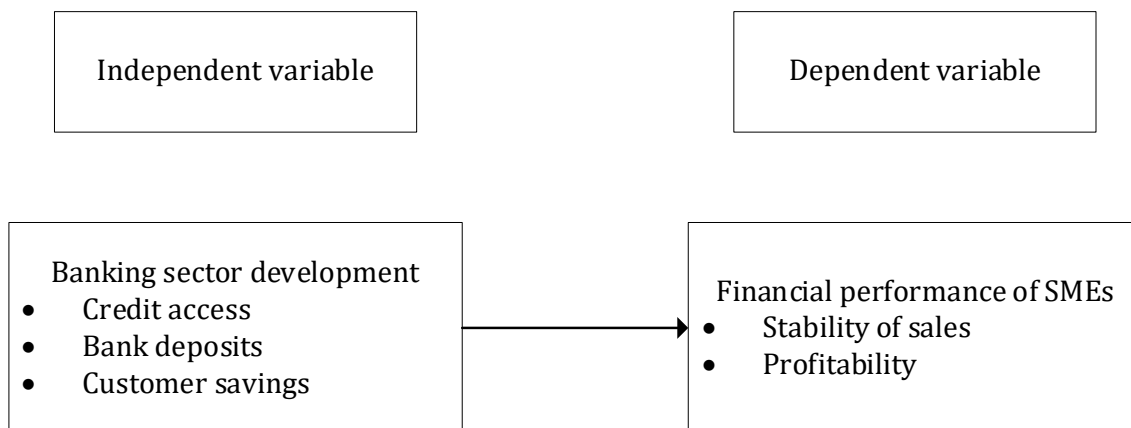 Independent variable
Dependent variable
Banking sector development
• Credit access
• Bank deposits
• Customer savings
Financial performance of SMEs
• Stability of sales
• Profitability